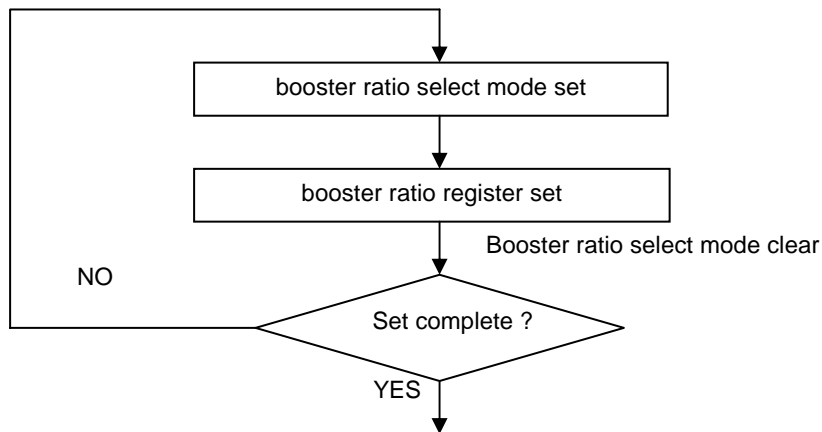 booster ratio select mode set
booster ratio register set
Booster ratio select mode clear
NO
Set complete ?
YES